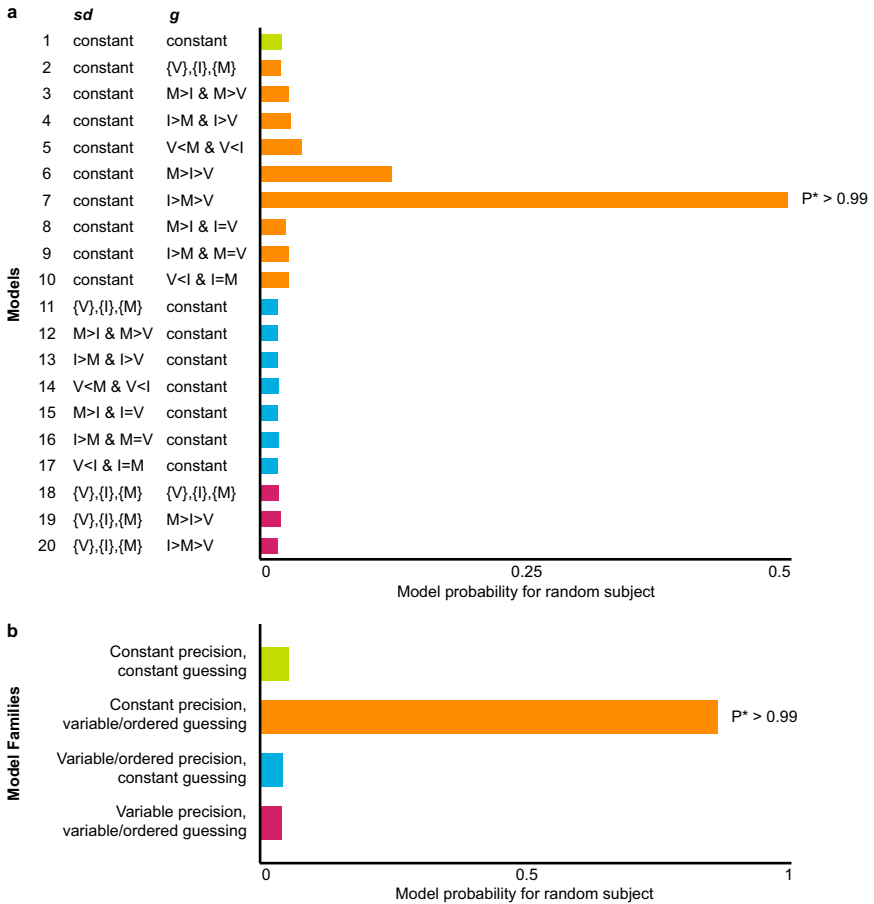 a
sd g
1 constant constant
2 constant {V},{I},{M}
3 constant M>I & M>V
4 constant I>M & I>V
5 constant V<M & V<I
6 constant M>I>V
7 constant I>M>V P* > 0.99
8 constant M>I & I=V
9 constant I>M & M=V
10 constant V<I & I=M
11 {V},{I},{M} constant
12 M>I & M>V constant
13 I>M & I>V constant
14 V<M & V<I constant
15 M>I & I=V constant
16 I>M & M=V constant
17 V<I & I=M constant
18 {V},{I},{M} {V},{I},{M}
19 {V},{I},{M} M>I>V
20 {V},{I},{M} I>M>V
Models
0 0.25 0.5
Model probability for random subject
b
Constant precision,
constant guessing
Constant precision,
variable/ordered guessing
P* > 0.99
Variable/ordered precision,
constant guessing
Variable precision,
variable/ordered guessing
Model Families
0 0.5 1
Model probability for random subject